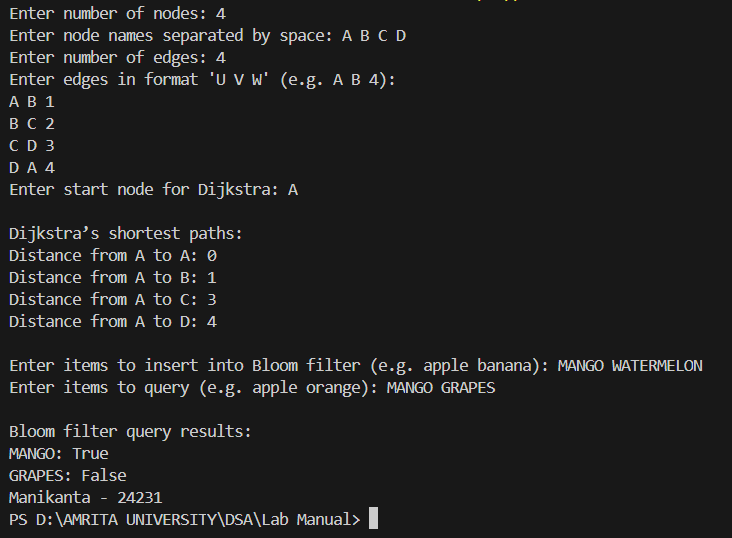 Enter number of nodes: 4
Enter node names separated by space: A B C D
Enter number of edges: 4
Enter edges in format 'U V W' (e.g. A B 4):
A B 1
B C 2
C D 3
D A 4
Enter start node for Dijkstra: A
Dijkstra’s shortest paths:
Distance from A to A: 0
Distance from A to B: 1
Distance from A to C: 3
Distance from A to D: 4
Enter items to insert into Bloom filter (e.g. apple banana): MANGO WATERMELON
Enter items to query (e.g. apple orange): MANGO GRAPES
Bloom filter query results:
MANGO: True
GRAPES: False
Manikanta - 24231
PS D:\AMRITA UNIVERSITY\DSA\Lab Manual>